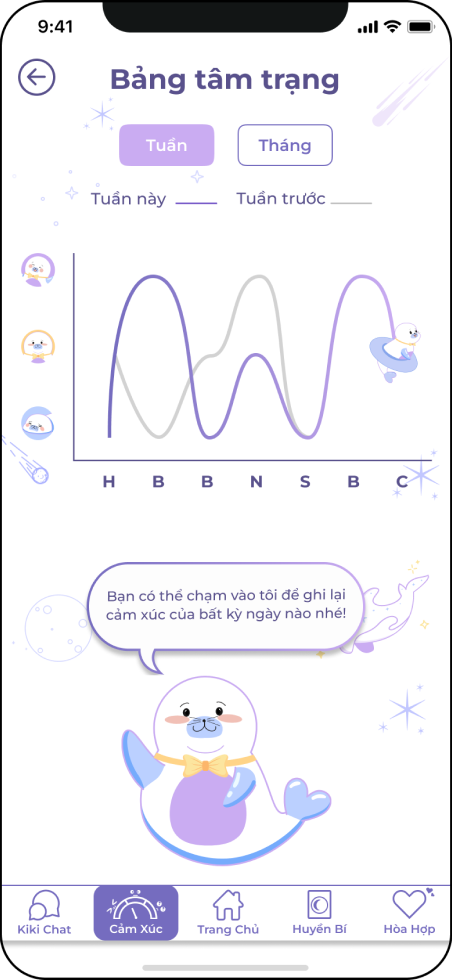 9:41
Bảng tâm trạng
Tuần Tháng
Tuần này Tuần trước
H B B N S B C
Bạn có thể chạm vào tôi để ghi lại
cảm xúc của bất kỳ ngày nào nhé!
Kiki Chat Cảm Xúc Trang Chủ Huyền Bí Hòa Hợp